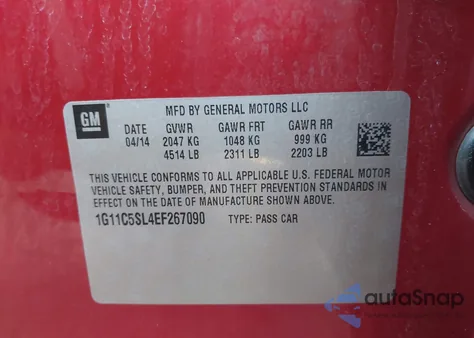 GM
MFD BY GENERAL MOTORS LLC
DATE GVWR GAWR FRT GAWR RR
04/14 2047 KG 1048 KG 999 KG
4514 LB 2311 LB 2203 LB
THIS VEHICLE CONFORMS TO ALL APPLICABLE U.S. FEDERAL MOTOR
VEHICLE SAFETY, BUMPER, AND THEFT PREVENTION STANDARDS IN
EFFECT ON THE DATE OF MANUFACTURE SHOWN ABOVE.
1G11C5SL4EF267090 TYPE: PASS CAR
autoSnap